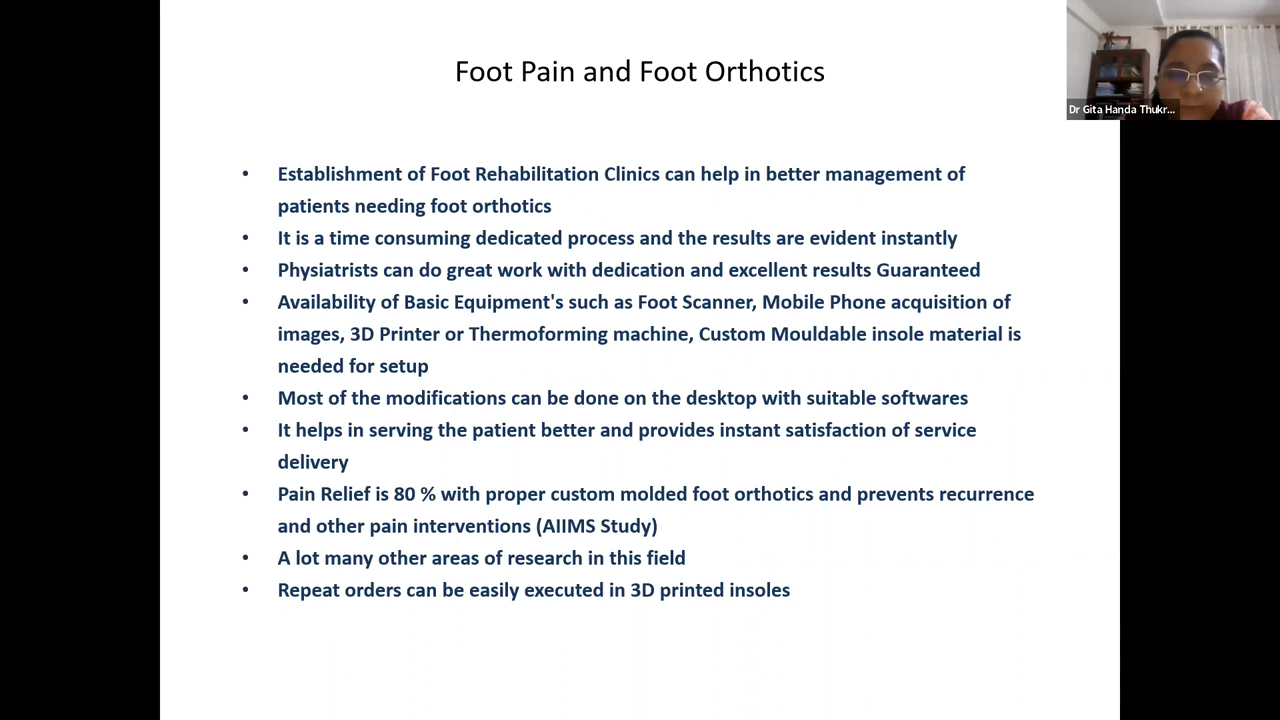 Foot Pain and Foot Orthotics
Dr Gita Handa Thukr...
• Establishment of Foot Rehabilitation Clinics can help in better management of
patients needing foot orthotics
• It is a time consuming dedicated process and the results are evident instantly
• Physiatrists can do great work with dedication and excellent results Guaranteed
• Availability of Basic Equipment's such as Foot Scanner, Mobile Phone acquisition of
images, 3D Printer or Thermoforming machine, Custom Mouldable insole material is
needed for setup
• Most of the modifications can be done on the desktop with suitable softwares
• It helps in serving the patient better and provides instant satisfaction of service
delivery
• Pain Relief is 80 % with proper custom molded foot orthotics and prevents recurrence
and other pain interventions (AIIMS Study)
• A lot many other areas of research in this field
• Repeat orders can be easily executed in 3D printed insoles